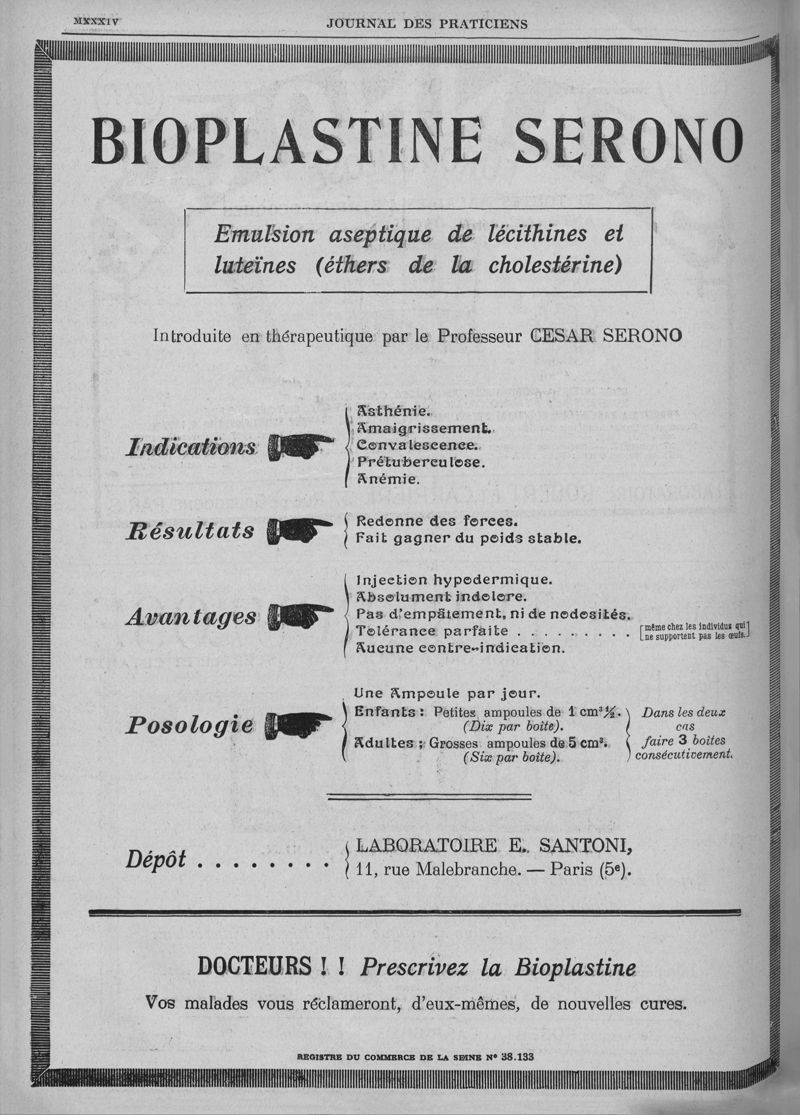 MXXXIV
JOURNAL DES PRATICIENS
BIOPLASTINE SERONO
Emulsion aseptique de lécithines et
luteïnes (éthers de la cholestérine)
Introduite en thérapeutique par le Professeur CESAR SERONO
Indications
Asthénie.
Amaigrissement.
Convalescence.
Prétuberculose.
Anémie.
Résultats
Redonne des forces.
Fait gagner du poids stable.
Avantages
Injection hypodermique.
Absolument indolore.
Pas d'empâtement, ni de nodosités.
Tolérance parfaite . . . . . . . . . [même chez les individus qui
ne supportent pas les œufs.]
Aucune contre-indication.
Posologie
Une Ampoule par jour.
Enfants : Petites ampoules de 1 cm³ ½.
(Dix par boîte).
Adultes : Grosses ampoules de 5 cm³.
(Six par boîte).
Dans les deux
cas
faire 3 boîtes
consécutivement.
Dépôt . . . . . . . .
LABORATOIRE E. SANTONI,
11, rue Malebranche. — Paris (5e).
DOCTEURS ! ! Prescrivez la Bioplastine
Vos malades vous réclameront, d'eux-mêmes, de nouvelles cures.
REGISTRE DU COMMERCE DE LA SEINE N° 38.133